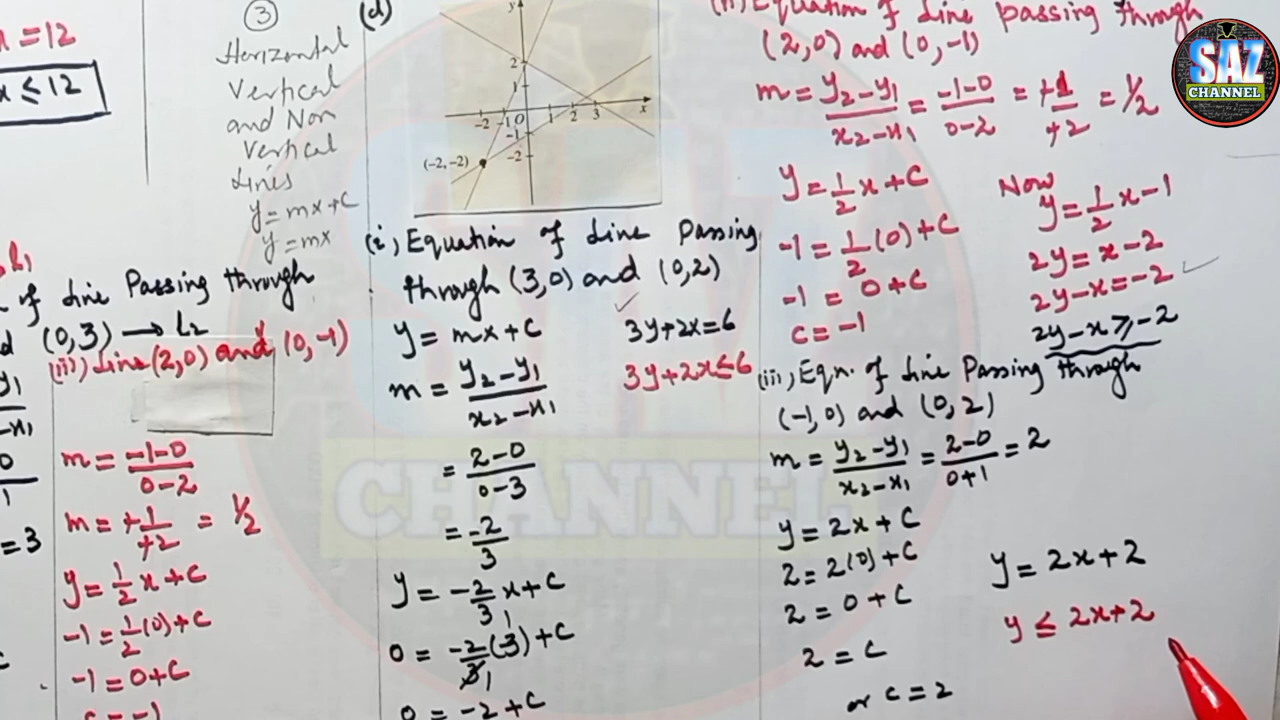 x = 12
x ≤ 12
③
Horizontal
Vertical
and Non
Vertical
Lines
y = mx + c
y = mx
of Line Passing through
(0,3) → L2
(iii) Line (2,0) and (0,-1)
m = -1-0/0-2
m = +1/+2 = 1/2
y = 1/2 x + c
-1 = 1/2 (0) + c
-1 = 0 + c
c = -1
= 3
(d)
y
2
1
-2 -1 O 1 2 3 x
-1
(-2, -2)
-2
(i) Equation of Line Passing
through (3,0) and (0,2)
y = mx + c
3y + 2x = 6
m = y2 - y1/x2 - x1
3y + 2x ≤ 6
= 2-0/0-3
= -2/3
y = -2/3 x + c
0 = -2/3 (3) + c
0 = -2 + c
(ii) Equation of Line passing through
(2,0) and (0,-1)
m = y2 - y1/x2 - x1 = -1-0/0-2 = +1/+2 = 1/2
y = 1/2 x + c
-1 = 1/2 (0) + c
-1 = 0 + c
c = -1
Now
y = 1/2 x - 1
2y = x - 2
2y - x = -2
2y - x ≥ -2
(iii) Eqn. of Line Passing through
(-1,0) and (0,2)
m = y2 - y1/x2 - x1 = 2-0/0+1 = 2
y = 2x + c
2 = 2(0) + c
2 = 0 + c
2 = c
or c = 2
y = 2x + 2
y ≤ 2x + 2
SAZ
CHANNEL
CHANNEL